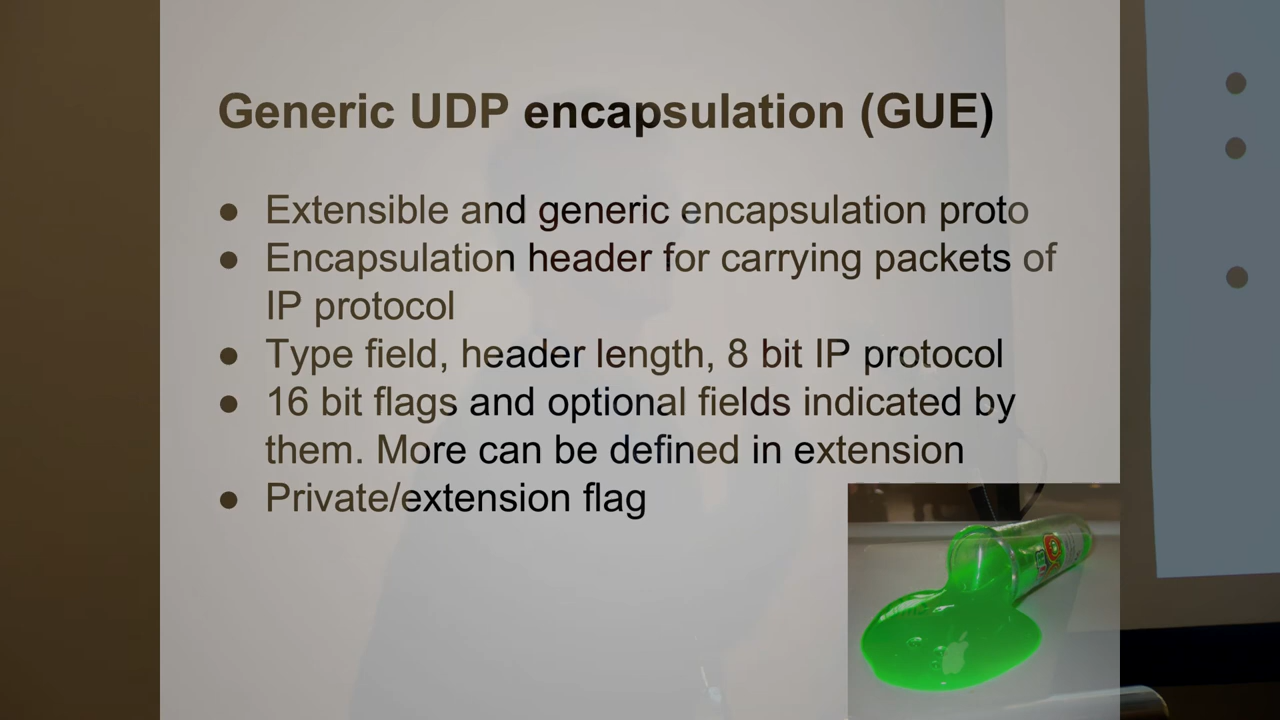 Generic UDP encapsulation (GUE)
● Extensible and generic encapsulation proto
● Encapsulation header for carrying packets of
IP protocol
● Type field, header length, 8 bit IP protocol
● 16 bit flags and optional fields indicated by
them. More can be defined in extension
● Private/extension flag